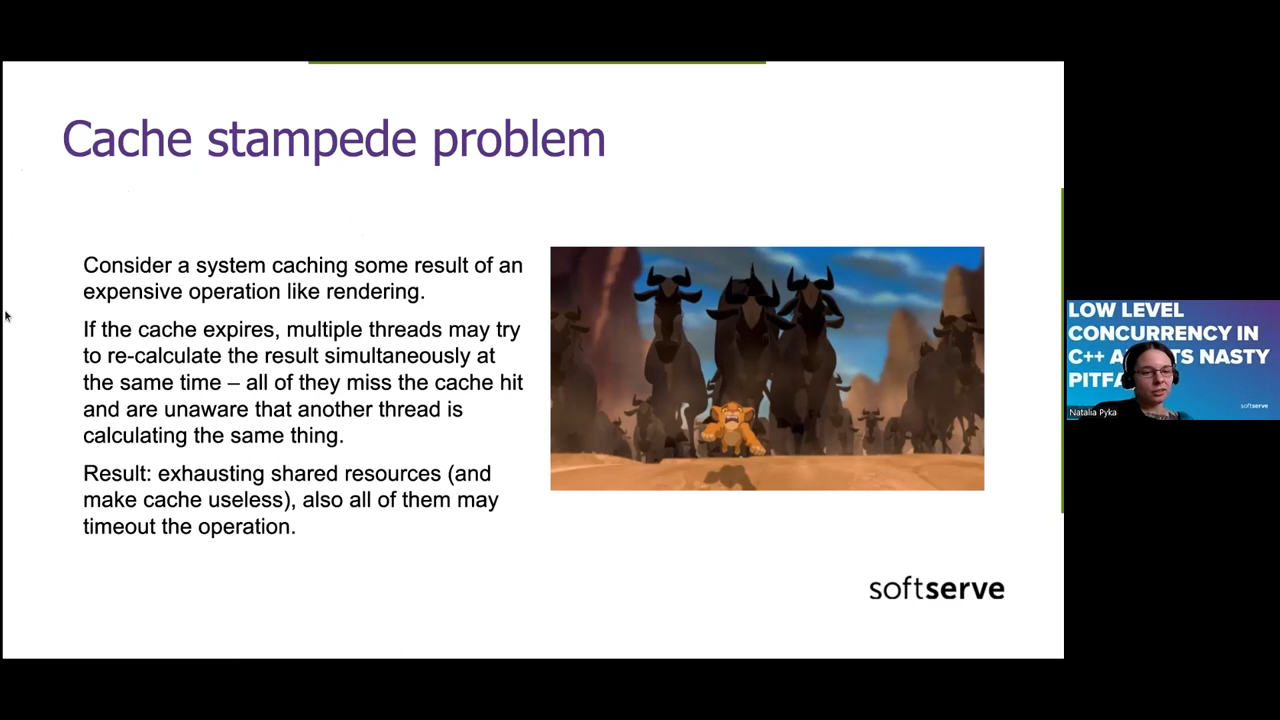 Cache stampede problem
Consider a system caching some result of an
expensive operation like rendering.
If the cache expires, multiple threads may try
to re-calculate the result simultaneously at
the same time – all of they miss the cache hit
and are unaware that another thread is
calculating the same thing.
Result: exhausting shared resources (and
make cache useless), also all of them may
timeout the operation.
softserve
LOW LEVEL
CONCURRENCY IN
C++ A TS NASTY
PITFA
softserve
Natalia Pyka